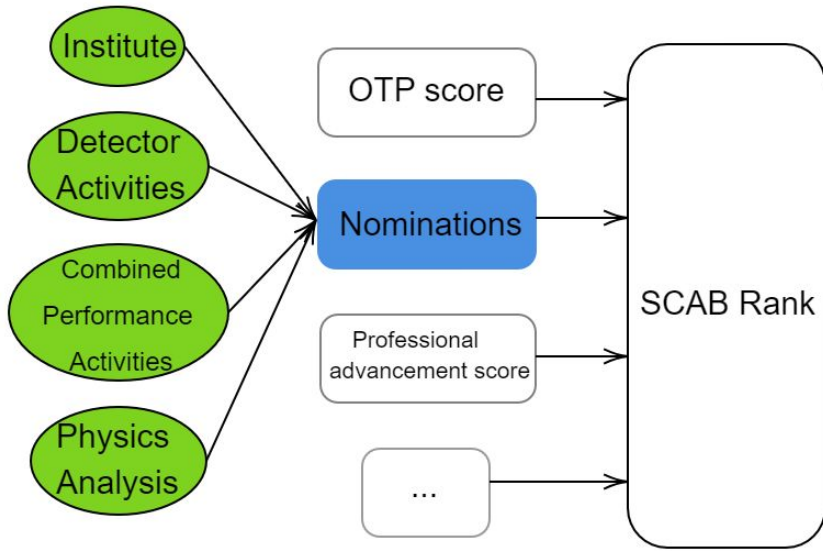 Institute
Detector
Activities
Combined
Performance
Activities
Physics
Analysis
OTP score
Nominations
Professional
advancement score
...
SCAB Rank